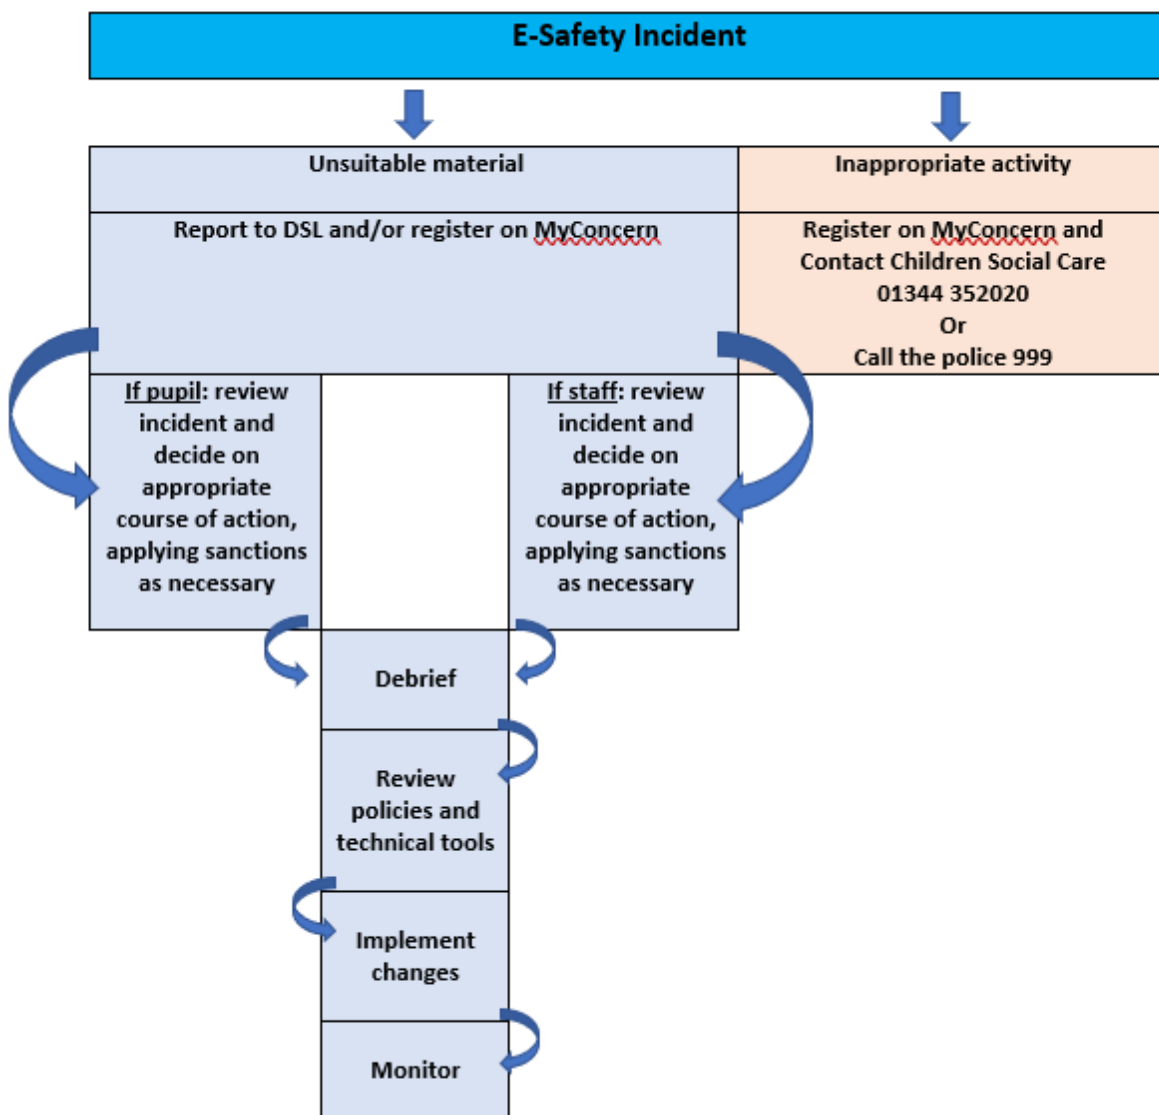 E-Safety Incident
Unsuitable material
Inappropriate activity
Report to DSL and/or register on MyConcern
Register on MyConcern and
Contact Children Social Care
01344 352020
Or
Call the police 999
If pupil: review
incident and
decide on
appropriate
course of action,
applying sanctions
as necessary
If staff: review
incident and
decide on
appropriate
course of action,
applying sanctions
as necessary
Debrief
Review
policies and
technical tools
Implement
changes
Monitor